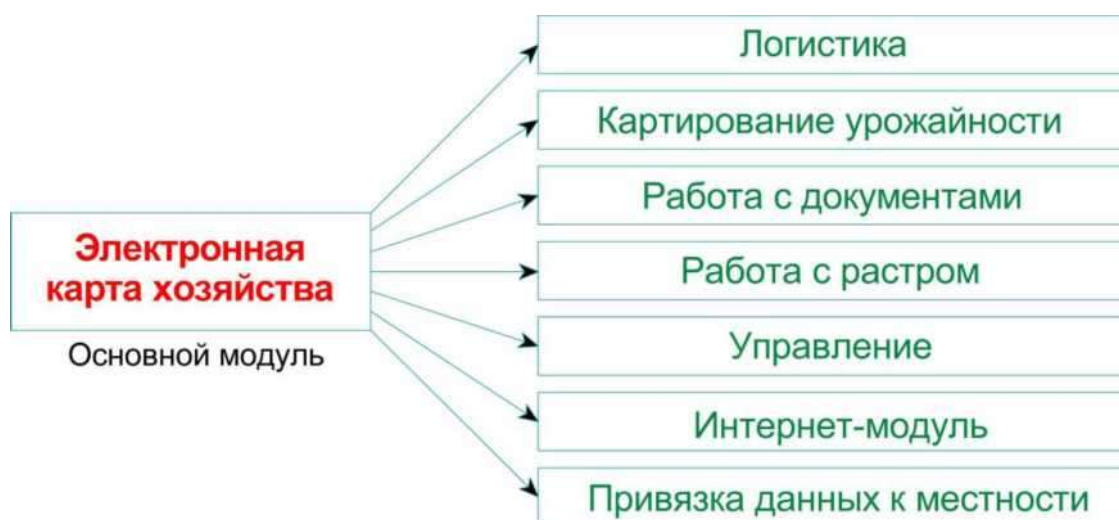 Логистика
Картирование урожайности
Работа с документами
Электронная
карта хозяйства
Основной модуль
Работа с растром
Управление
Интернет-модуль
Привязка данных к местности